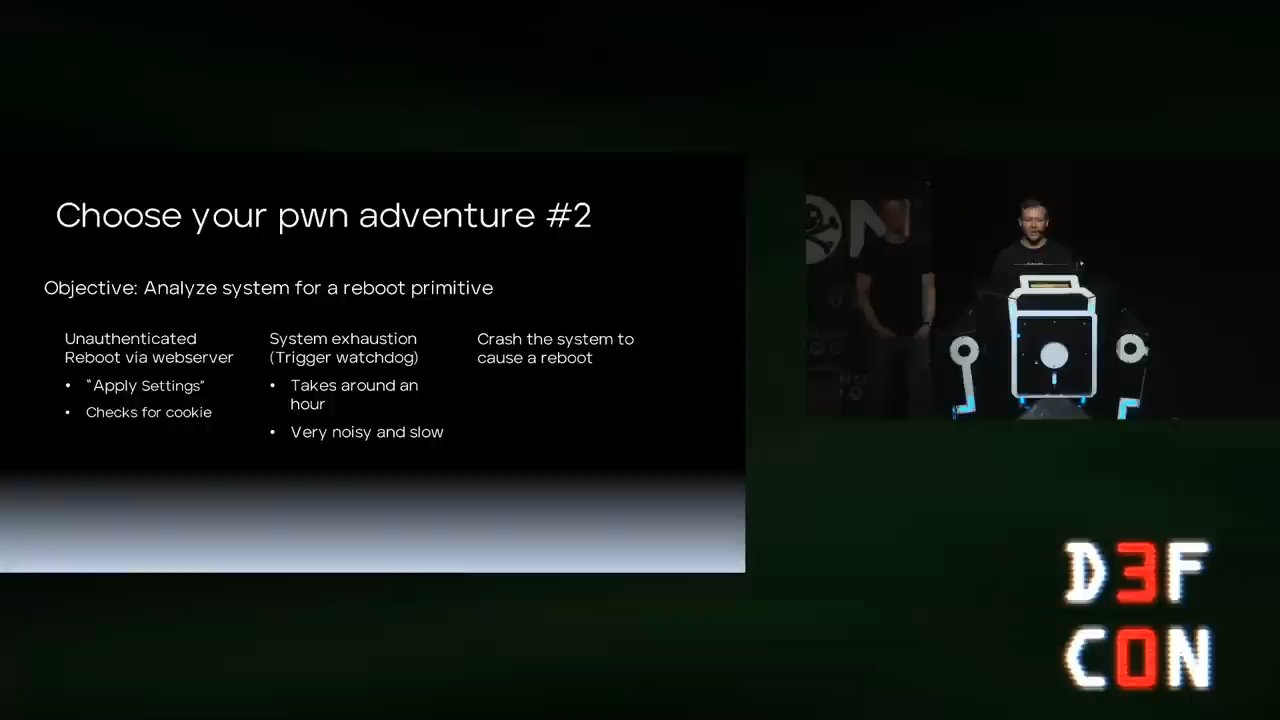 Choose your pwn adventure #2
Objective: Analyze system for a reboot primitive
Unauthenticated
Reboot via webserver
• "Apply Settings"
• Checks for cookie
System exhaustion
(Trigger watchdog)
• Takes around an
hour
• Very noisy and slow
Crash the system to
cause a reboot
ON
D3F
C0N